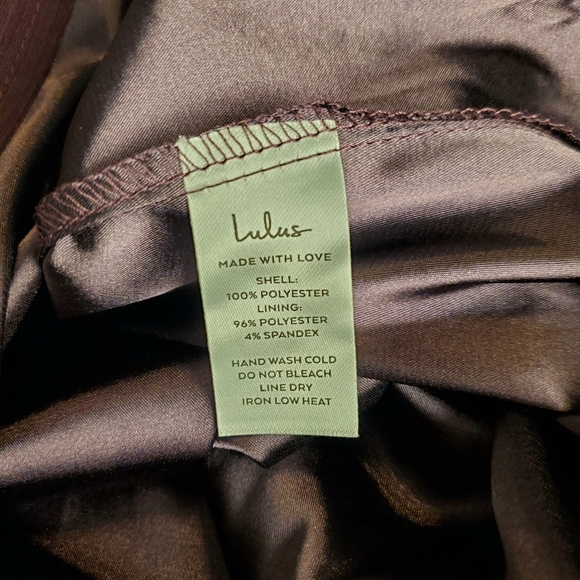 Lulus
MADE WITH LOVE
SHELL:
100% POLYESTER
LINING:
96% POLYESTER
4% SPANDEX
HAND WASH COLD
DO NOT BLEACH
LINE DRY
IRON LOW HEAT